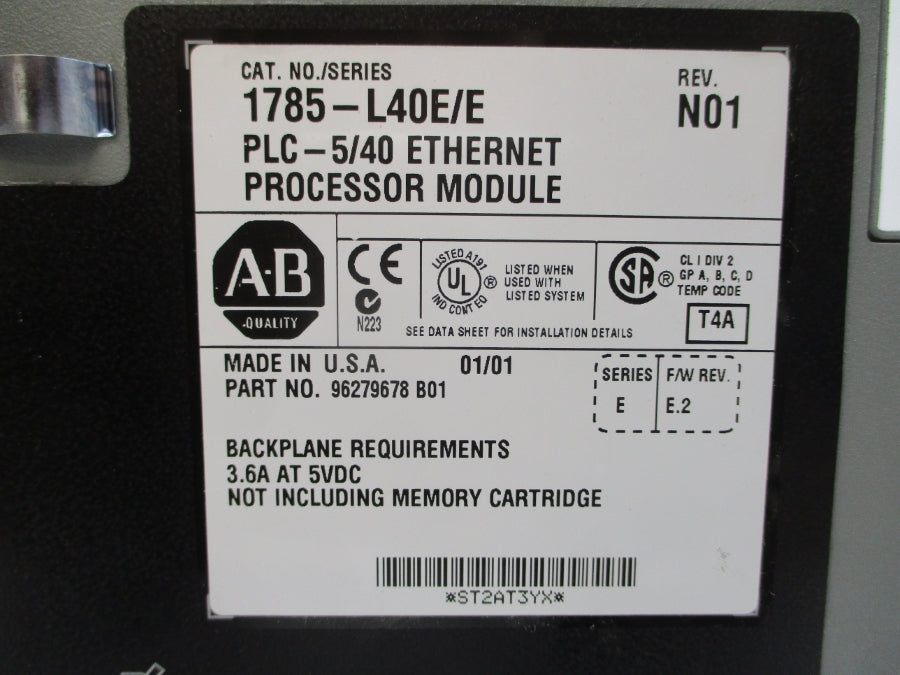 CAT. NO./SERIES
REV.
1785-L40E/E
N01
PLC-5/40 ETHERNET
PROCESSOR MODULE
A-B
QUALITY
CE
N223
LISTED A191
UL
®
IND CONT EQ
LISTED WHEN
USED WITH
LISTED SYSTEM
SA ®
CL I DIV 2
GP A, B, C, D
TEMP CODE
T4A
SEE DATA SHEET FOR INSTALLATION DETAILS
MADE IN U.S.A. 01/01
PART NO. 96279678 B01
SERIES F/W REV.
E E.2
BACKPLANE REQUIREMENTS
3.6A AT 5VDC
NOT INCLUDING MEMORY CARTRIDGE
*ST2AT3YX*